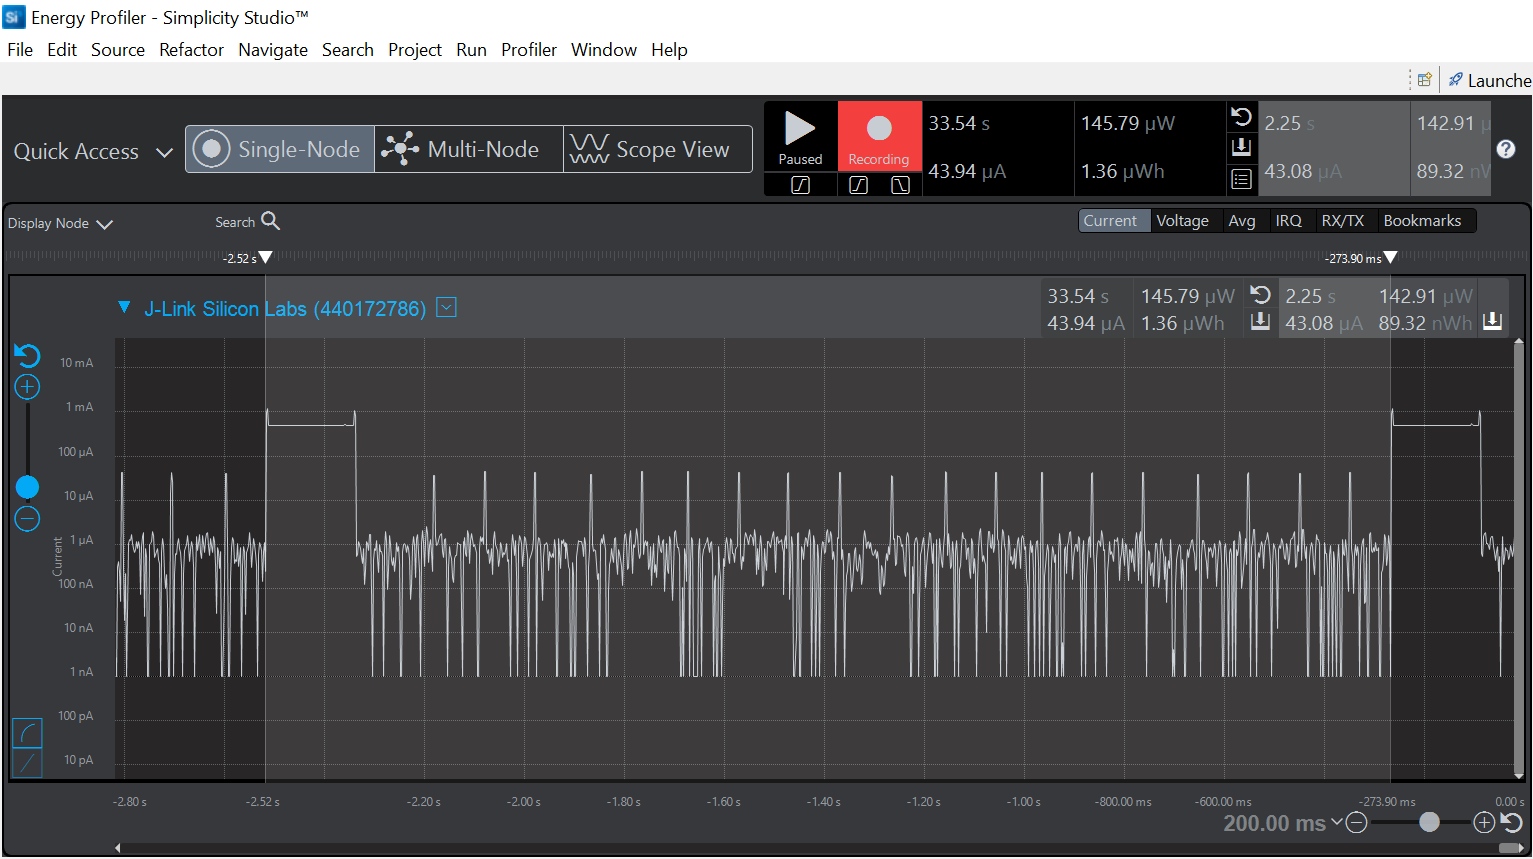 Si Energy Profiler - Simplicity Studio™
File Edit Source Refactor Navigate Search Project Run Profiler Window Help
Launche
Quick Access Single-Node Multi-Node Scope View
Paused Recording
33.54 s 145.79 µW 2.25 s 142.91 µ
43.94 µA 1.36 µWh 43.08 µA 89.32 nW
?
Display Node Search Current Voltage Avg IRQ RX/TX Bookmarks
-2.52 s -273.90 ms
J-Link Silicon Labs (440172786)
33.54 s 145.79 µW 2.25 s 142.91 µW
43.94 µA 1.36 µWh 43.08 µA 89.32 nWh
10 mA
1 mA
100 µA
10 µA
1 µA
Current
100 nA
10 nA
1 nA
100 pA
10 pA
-2.80 s -2.52 s -2.20 s -2.00 s -1.80 s -1.60 s -1.40 s -1.20 s -1.00 s -800.00 ms -600.00 ms -273.90 ms 0.00 s
200.00 ms